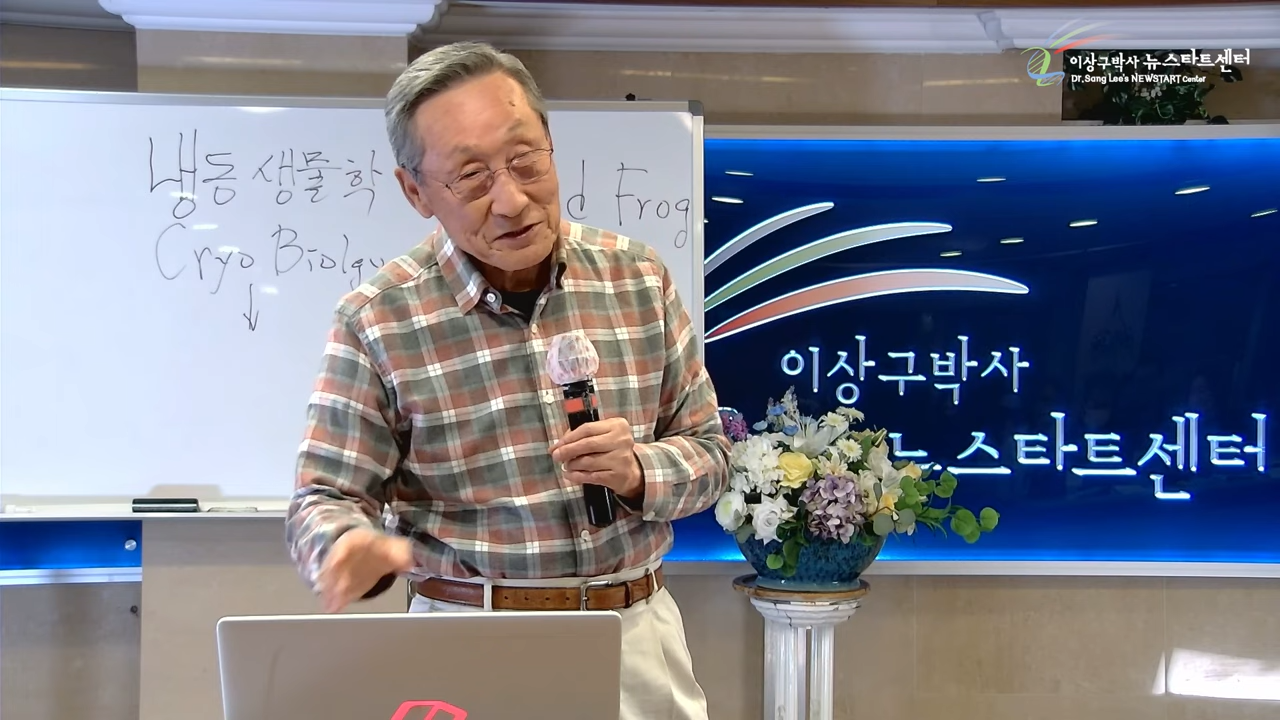 이상구박사 뉴스타트센터
Dr.Sang Lee's NEWSTART Center
냉동 생물학
d Frog
Cryo Biolgy
이상구박사
뉴스타트센터